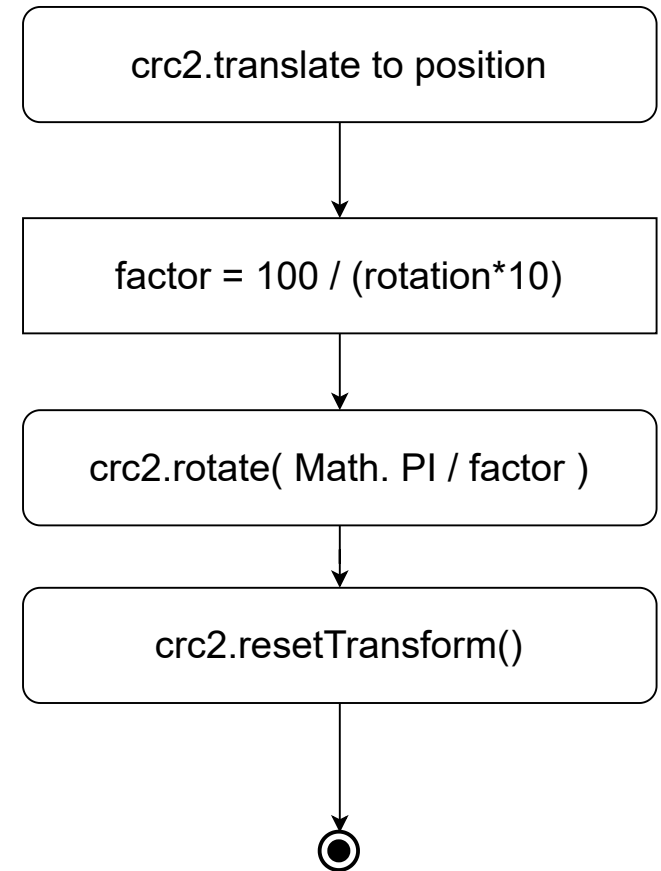 crc2.translate to position
factor = 100 / (rotation*10)
crc2.rotate( Math. PI / factor )
crc2.resetTransform()